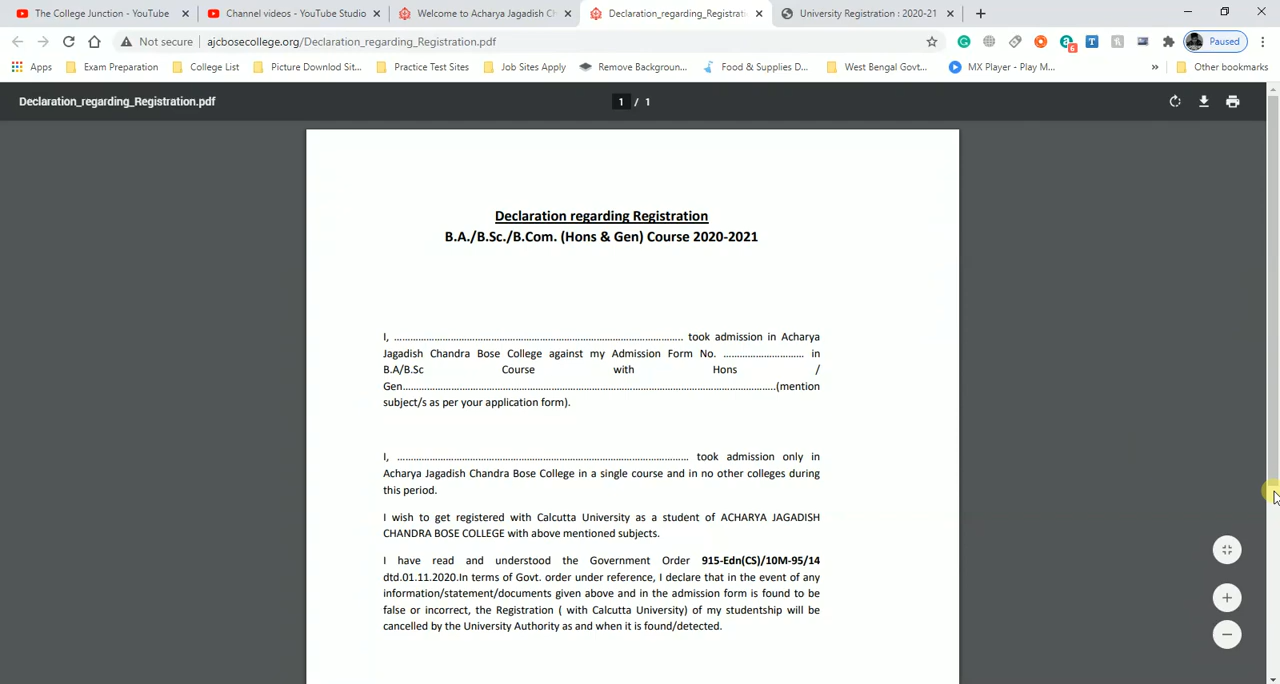 The College Junction - YouTube
Channel videos - YouTube Studio
Welcome to Acharya Jagadish Ch
Declaration_regarding_Registratio
University Registration : 2020-21
Not secure
ajcbosecollege.org/Declaration_regarding_Registration.pdf
6
T
Paused
Apps
Exam Preparation
College List
Picture Downlod Sit...
Practice Test Sites
Job Sites Apply
Remove Backgroun...
Food & Supplies D...
West Bengal Govt...
MX Player - Play M...
»
Other bookmarks
Declaration_regarding_Registration.pdf
1 / 1
Declaration regarding Registration
B.A./B.Sc./B.Com. (Hons & Gen) Course 2020-2021
I, ................................................................................................ took admission in Acharya
Jagadish Chandra Bose College against my Admission Form No. ........................... in
B.A/B.Sc Course with Hons /
Gen............................................................................................................................(mention
subject/s as per your application form).
I, ................................................................................................ took admission only in
Acharya Jagadish Chandra Bose College in a single course and in no other colleges during
this period.
I wish to get registered with Calcutta University as a student of ACHARYA JAGADISH
CHANDRA BOSE COLLEGE with above mentioned subjects.
I have read and understood the Government Order 915-Edn(CS)/10M-95/14
dtd.01.11.2020.In terms of Govt. order under reference, I declare that in the event of any
information/statement/documents given above and in the admission form is found to be
false or incorrect, the Registration ( with Calcutta University) of my studentship will be
cancelled by the University Authority as and when it is found/detected.